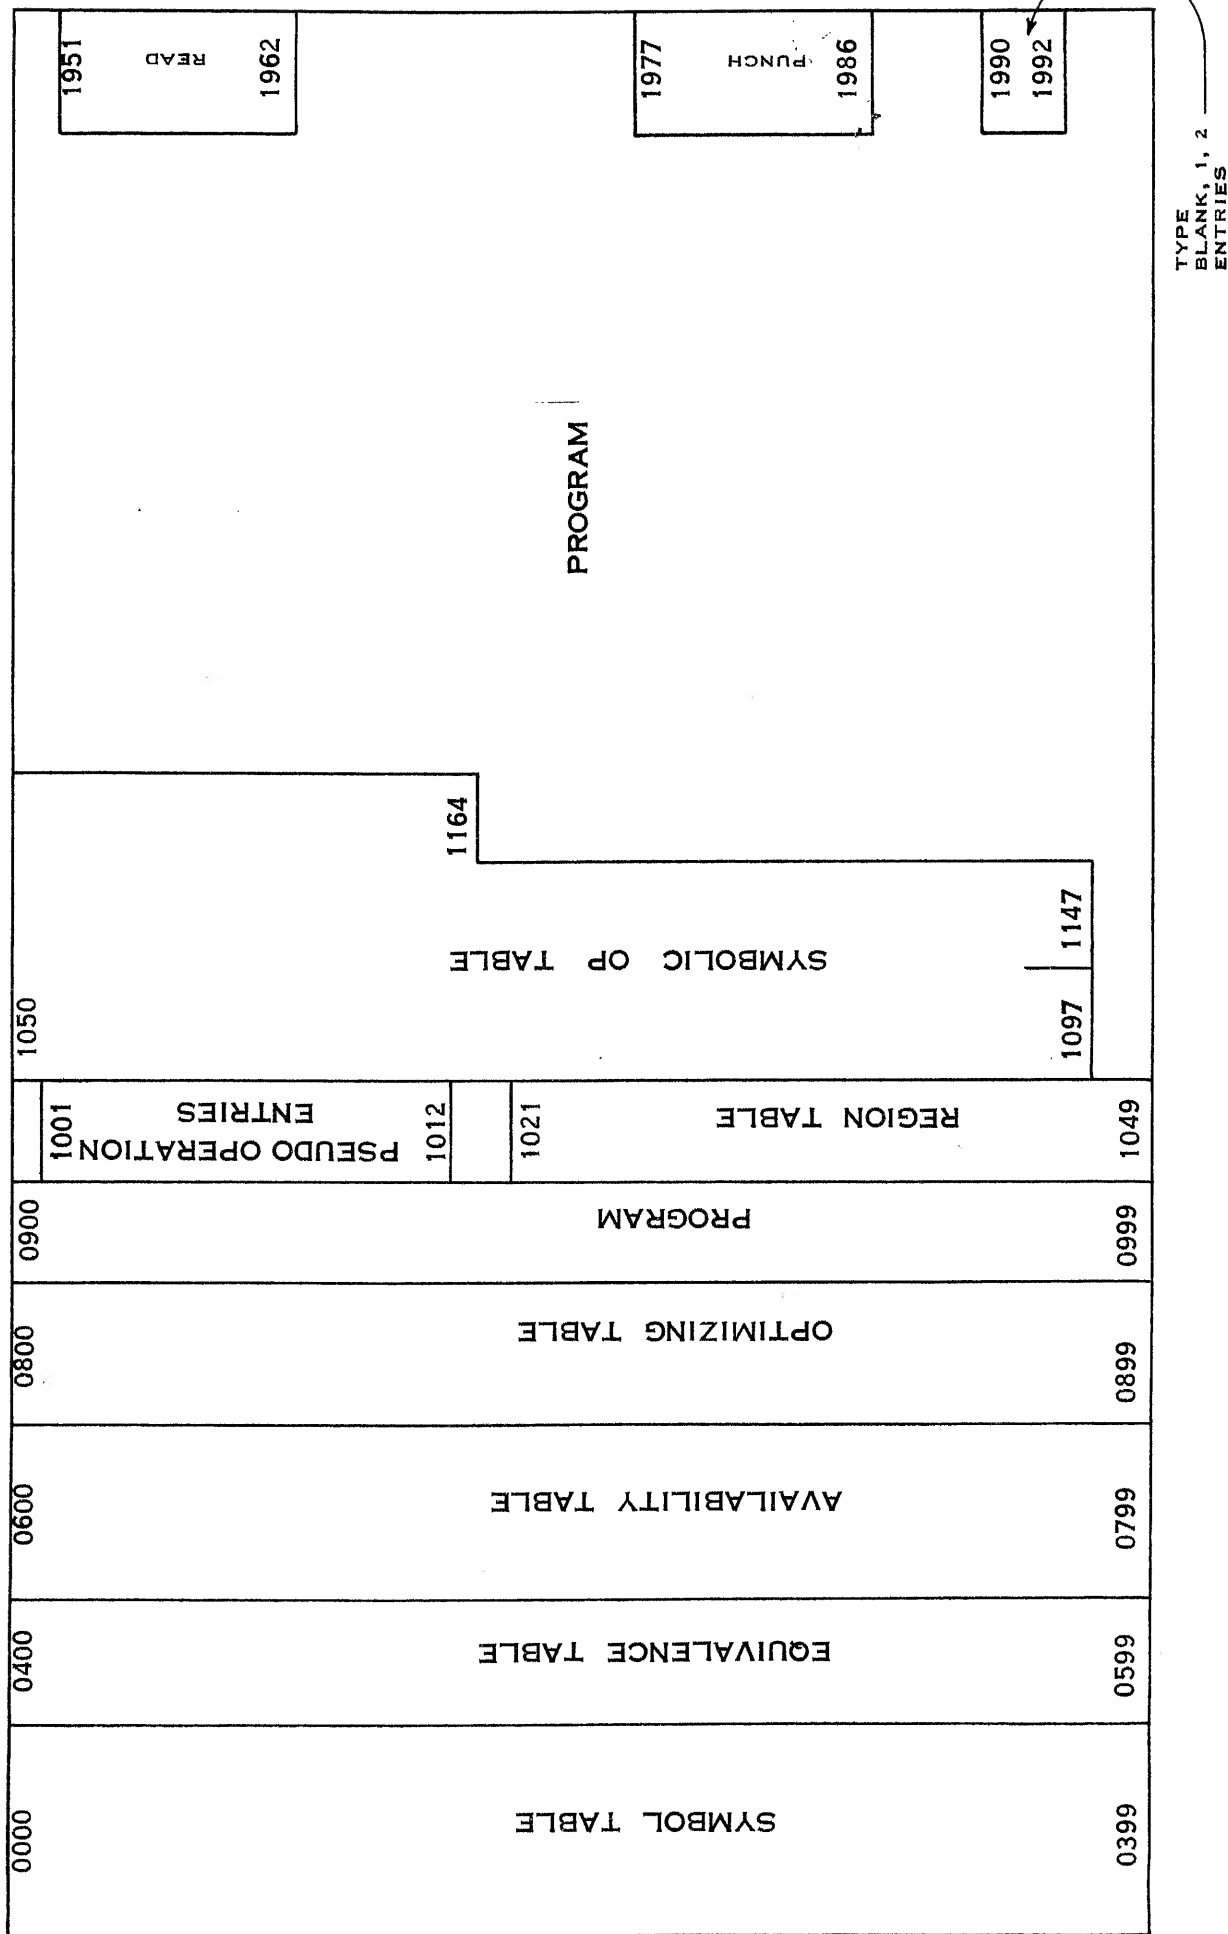 0000
SYMBOL TABLE
0399
0400
EQUIVALENCE TABLE
0599
0600
AVAILABILITY TABLE
0799
0800
OPTIMIZING TABLE
0899
0900
PROGRAM
0999
1001
PSEUDO OPERATION
ENTRIES
1012
1021
REGION TABLE
1049
1050
SYMBOLIC OP TABLE
1097
1147
1164
PROGRAM
1951
READ
1962
1977
PUNCH
1986
1990
1992
TYPE
BLANK, 1, 2
ENTRIES